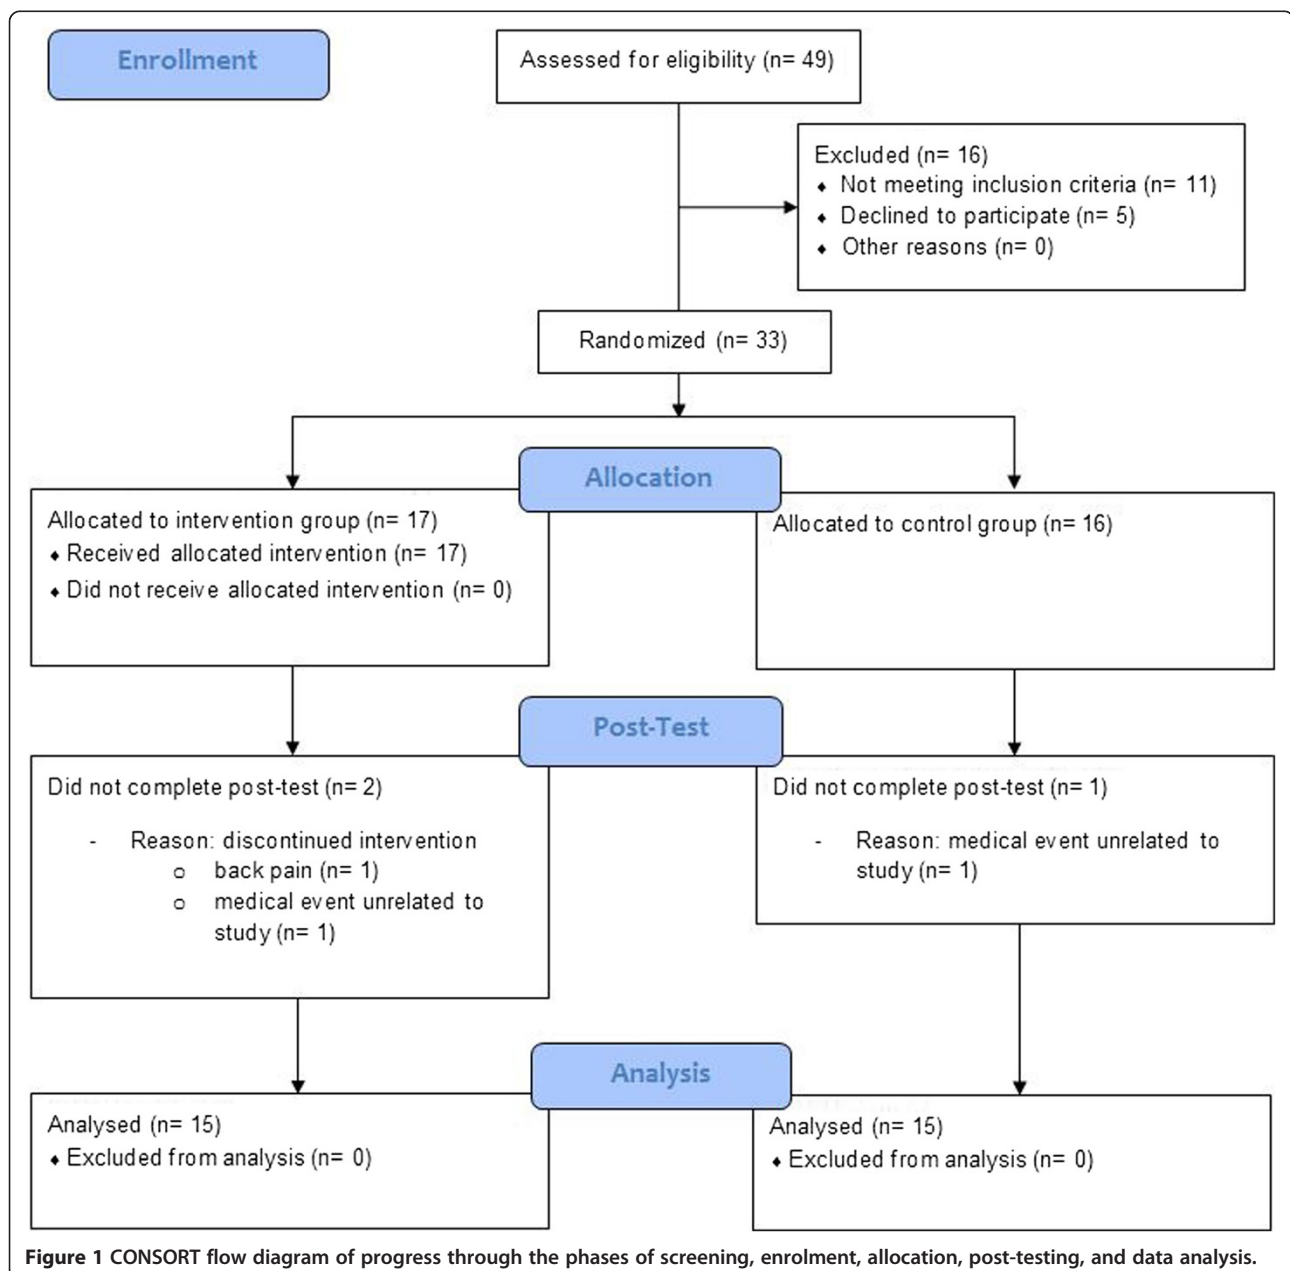 Enrollment
Assessed for eligibility (n= 49)
Excluded (n= 16)
♦ Not meeting inclusion criteria (n= 11)
♦ Declined to participate (n= 5)
♦ Other reasons (n= 0)
Randomized (n= 33)
Allocation
Allocated to intervention group (n= 17)
♦ Received allocated intervention (n= 17)
♦ Did not receive allocated intervention (n= 0)
Allocated to control group (n= 16)
Post-Test
Did not complete post-test (n= 2)
- Reason: discontinued intervention
o back pain (n= 1)
o medical event unrelated to
study (n= 1)
Did not complete post-test (n= 1)
- Reason: medical event unrelated to
study (n= 1)
Analysis
Analysed (n= 15)
♦ Excluded from analysis (n= 0)
Analysed (n= 15)
♦ Excluded from analysis (n= 0)
Figure 1 CONSORT flow diagram of progress through the phases of screening, enrolment, allocation, post-testing, and data analysis.